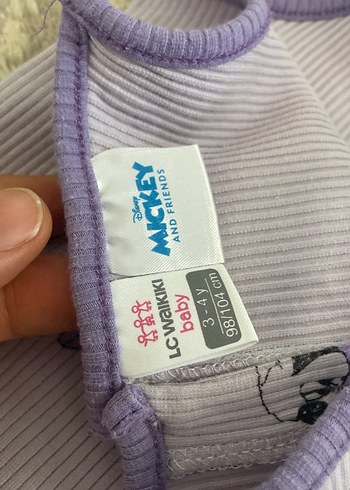 Disney
MICKEY
AND FRIENDS
LC WAIKIKI
baby
3 - 4 y
98/104 cm